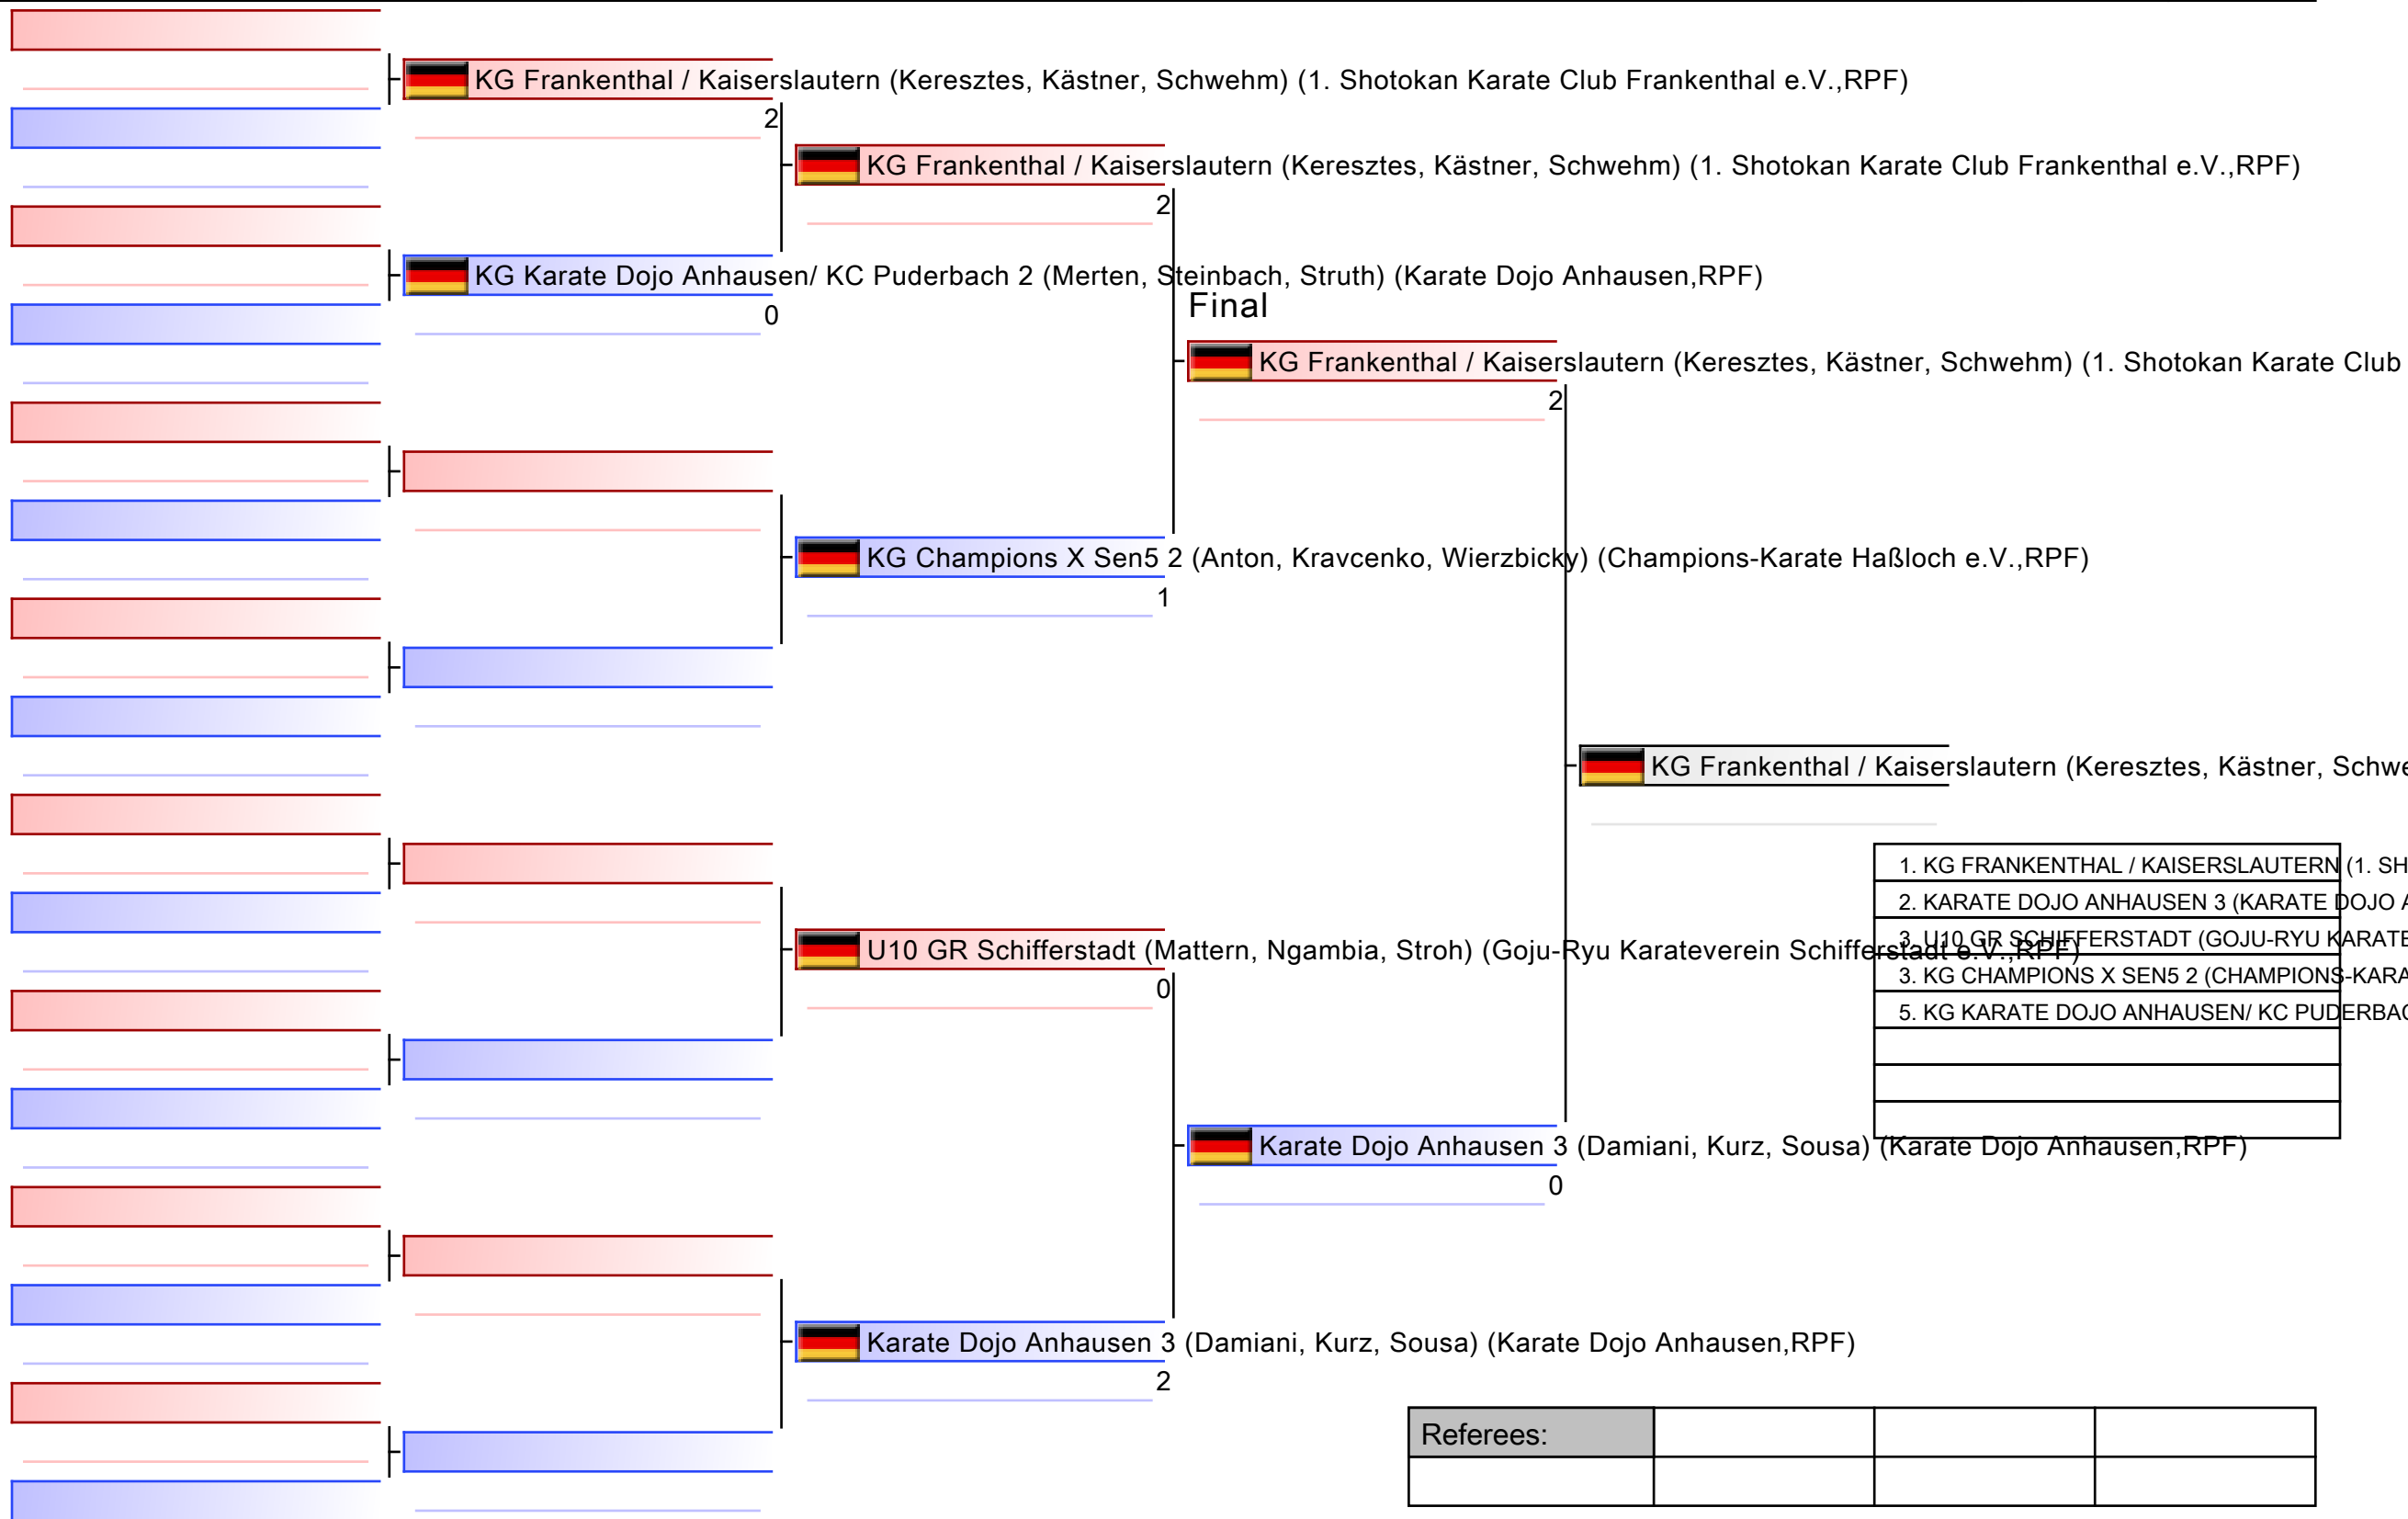 KG Frankenthal / Kaiserslautern (Keresztes, Kästner, Schwehm) (1. Shotokan Karate Club Frankenthal e.V.,RPF)
2
KG Frankenthal / Kaiserslautern (Keresztes, Kästner, Schwehm) (1. Shotokan Karate Club Frankenthal e.V.,RPF)
2
KG Karate Dojo Anhausen/ KC Puderbach 2 (Merten, Steinbach, Struth) (Karate Dojo Anhausen,RPF)
0
Final
KG Frankenthal / Kaiserslautern (Keresztes, Kästner, Schwehm) (1. Shotokan Karate Club
2
KG Champions X Sen5 2 (Anton, Kravcenko, Wierzbicky) (Champions-Karate Haßloch e.V.,RPF)
1
KG Frankenthal / Kaiserslautern (Keresztes, Kästner, Schwe
1. KG FRANKENTHAL / KAISERSLAUTERN (1. SH
2. KARATE DOJO ANHAUSEN 3 (KARATE DOJO A
3. U10 GR SCHIFFERSTADT (GOJU-RYU KARATE
3. KG CHAMPIONS X SEN5 2 (CHAMPIONS-KARA
5. KG KARATE DOJO ANHAUSEN/ KC PUDERBAC
U10 GR Schifferstadt (Mattern, Ngambia, Stroh) (Goju-Ryu Karateverein Schifferstadt e.V.,RPF)
0
Karate Dojo Anhausen 3 (Damiani, Kurz, Sousa) (Karate Dojo Anhausen,RPF)
0
Karate Dojo Anhausen 3 (Damiani, Kurz, Sousa) (Karate Dojo Anhausen,RPF)
2
Referees: